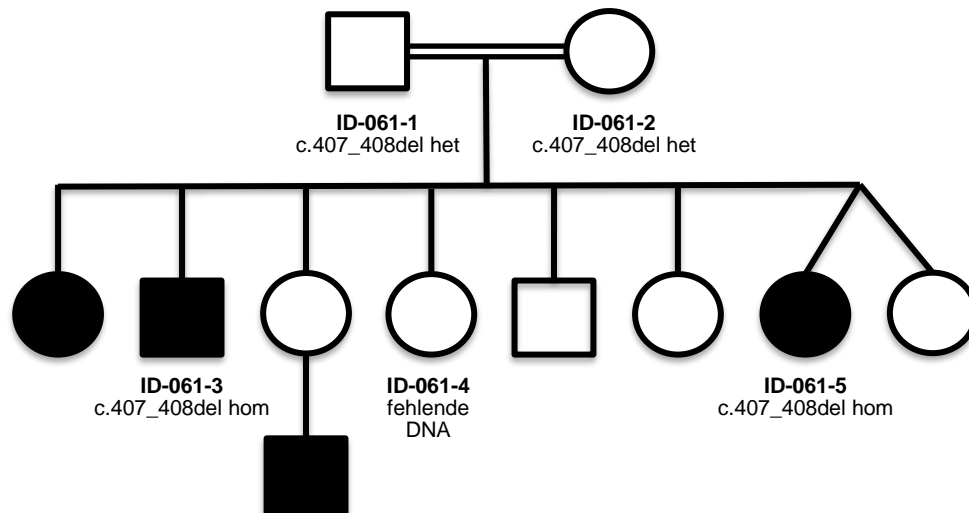 ID-061-1
c.407_408del het
ID-061-2
c.407_408del het
ID-061-3
c.407_408del hom
ID-061-4
fehlende
DNA
ID-061-5
c.407_408del hom